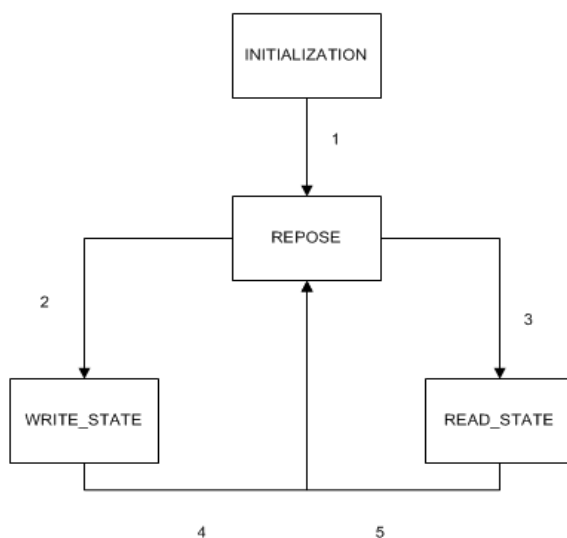 INITIALIZATION
1
REPOSE
2
3
WRITE_STATE
READ_STATE
4
5